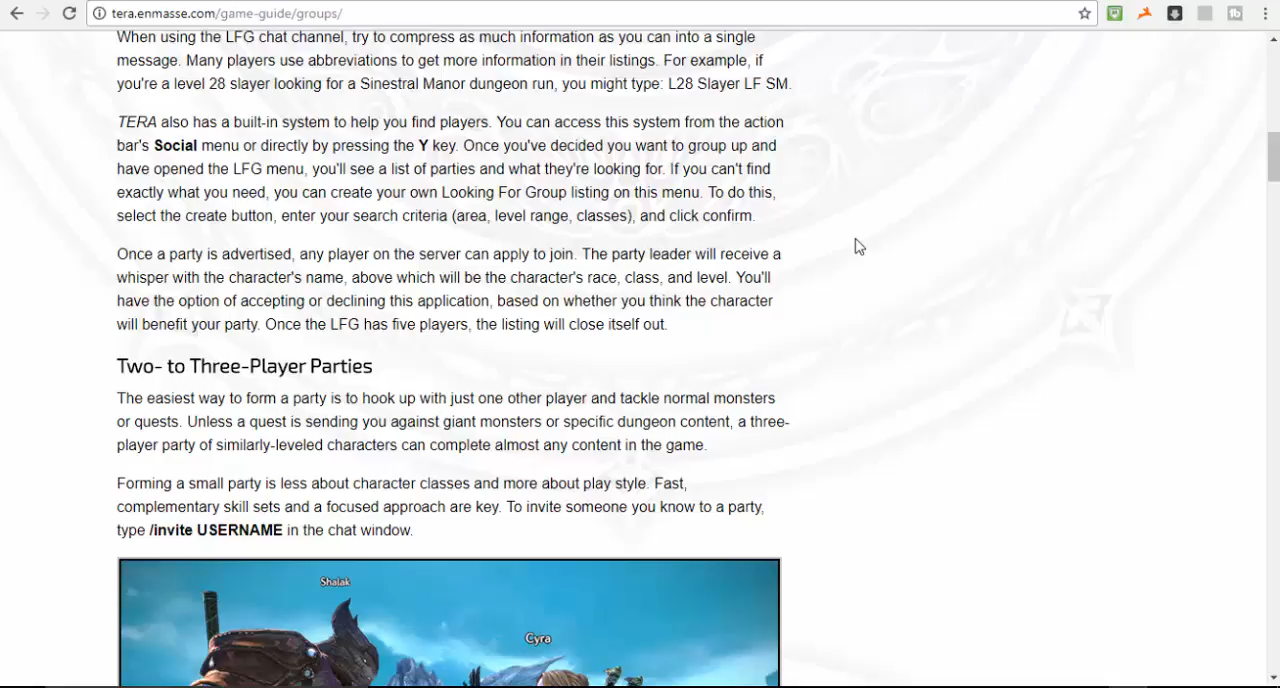 tera.enmasse.com/game-guide/groups/
When using the LFG chat channel, try to compress as much information as you can into a single
message. Many players use abbreviations to get more information in their listings. For example, if
you're a level 28 slayer looking for a Sinestral Manor dungeon run, you might type: L28 Slayer LF SM.
TERA also has a built-in system to help you find players. You can access this system from the action
bar's Social menu or directly by pressing the Y key. Once you've decided you want to group up and
have opened the LFG menu, you'll see a list of parties and what they're looking for. If you can't find
exactly what you need, you can create your own Looking For Group listing on this menu. To do this,
select the create button, enter your search criteria (area, level range, classes), and click confirm.
Once a party is advertised, any player on the server can apply to join. The party leader will receive a
whisper with the character's name, above which will be the character's race, class, and level. You'll
have the option of accepting or declining this application, based on whether you think the character
will benefit your party. Once the LFG has five players, the listing will close itself out.
Two- to Three-Player Parties
The easiest way to form a party is to hook up with just one other player and tackle normal monsters
or quests. Unless a quest is sending you against giant monsters or specific dungeon content, a three-
player party of similarly-leveled characters can complete almost any content in the game.
Forming a small party is less about character classes and more about play style. Fast,
complementary skill sets and a focused approach are key. To invite someone you know to a party,
type /invite USERNAME in the chat window.
Shalak
Cyra